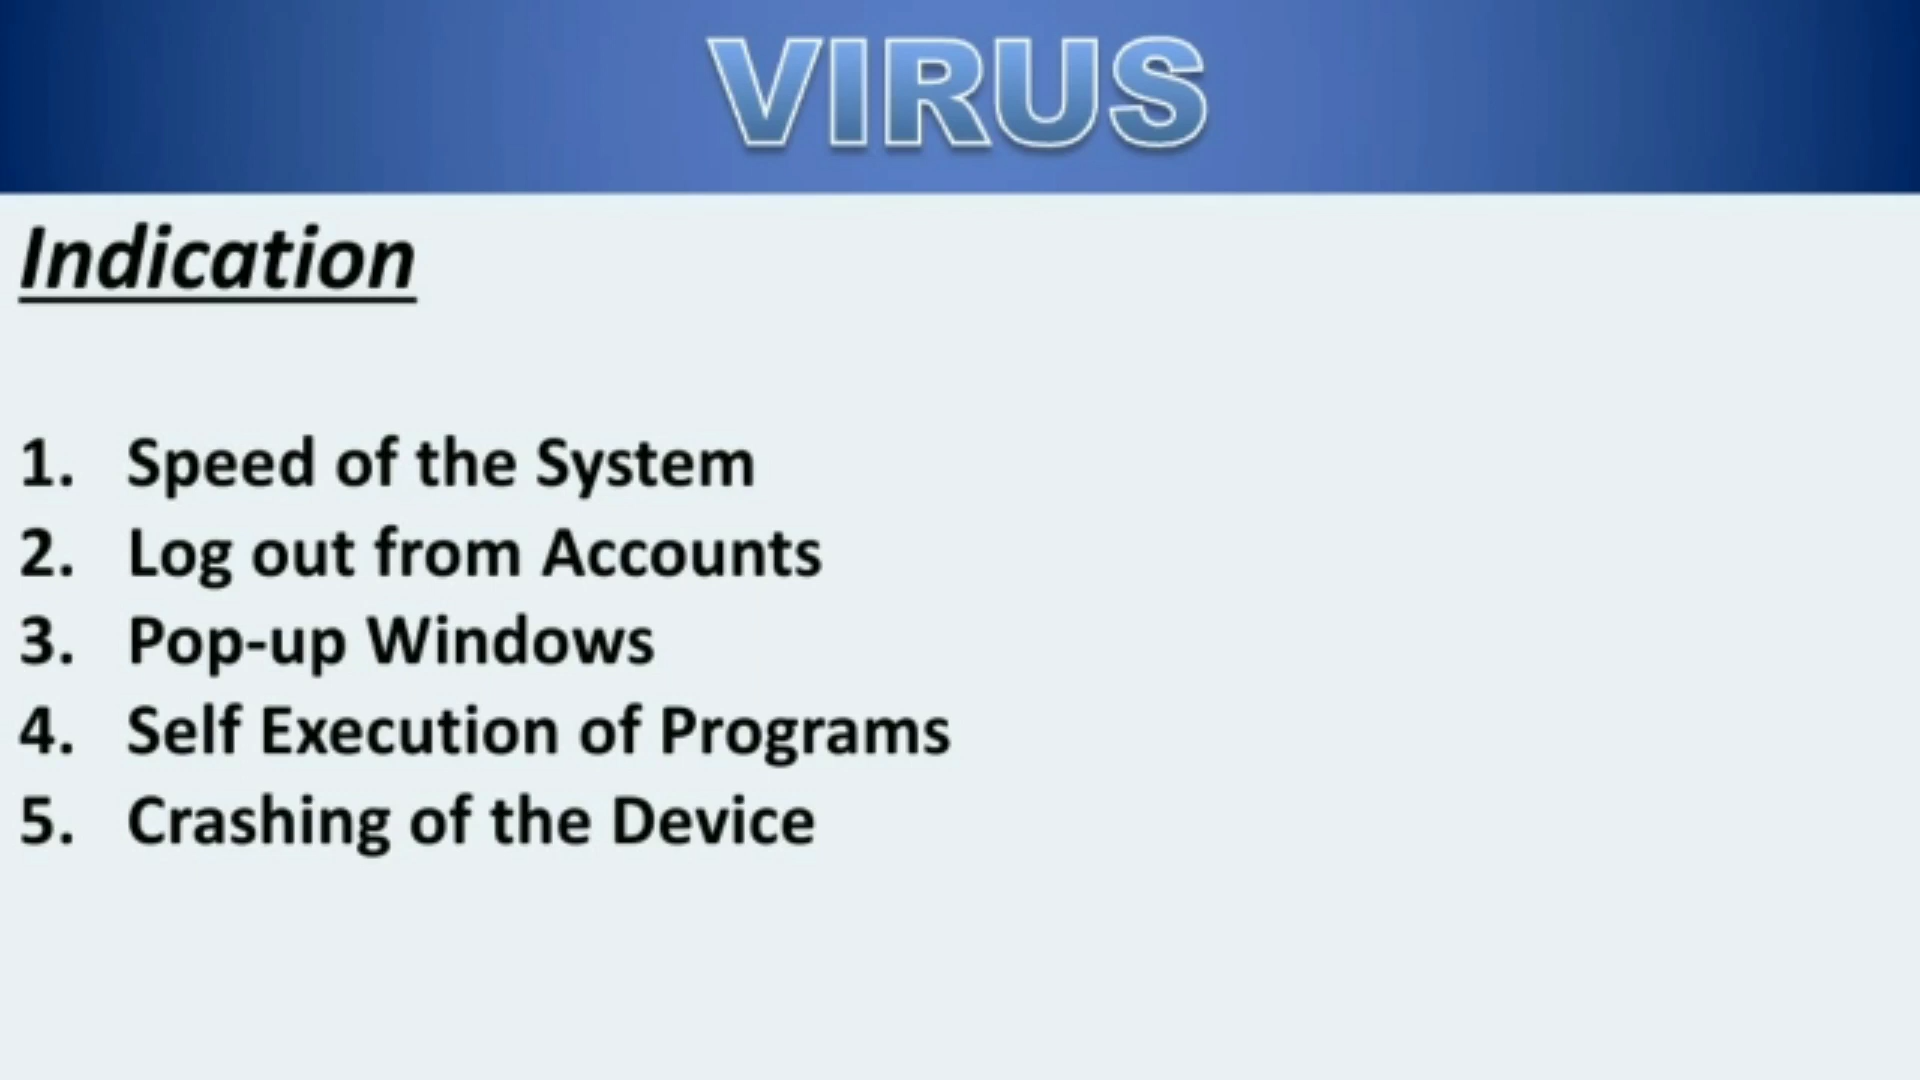 VIRUS
Indication
1. Speed of the System
2. Log out from Accounts
3. Pop-up Windows
4. Self Execution of Programs
5. Crashing of the Device